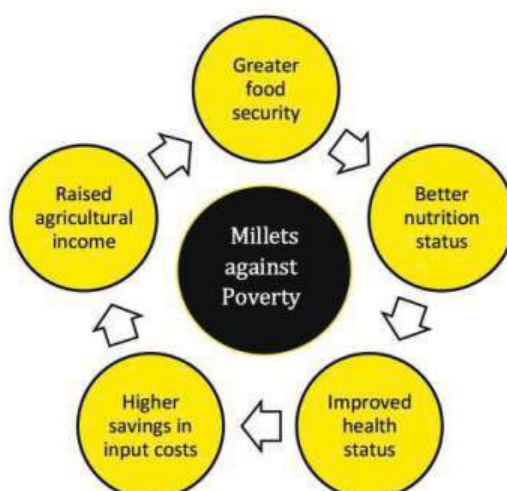 Greater
food
security
Better
nutrition
status
Improved
health
status
Higher
savings in
input costs
Raised
agricultural
income
Millets
against
Poverty